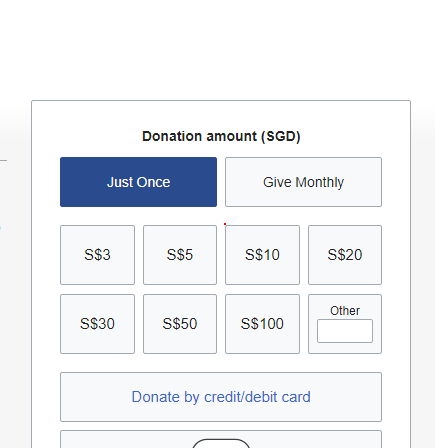 Donation amount (SGD)
Just Once Give Monthly
S$3 S$5 S$10 S$20
S$30 S$50 S$100 Other
Donate by credit/debit card